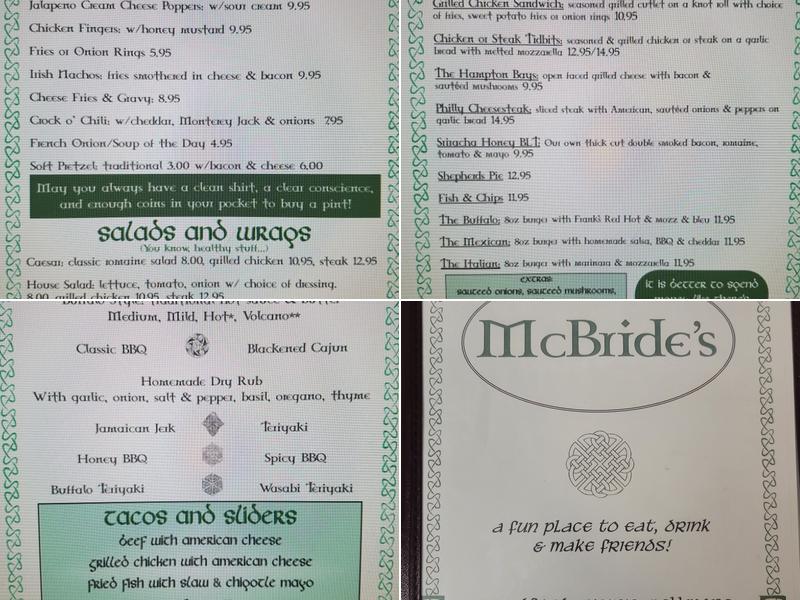 Jalapeno Cream Cheese Poppers: w/sour cream 9.95
Chicken Fingers: w/honey mustard 9.95
Fries or Onion Rings 5.95
Irish Nachos: fries smothered in cheese & bacon 9.95
Cheese Fries & Gravy: 8.95
Crock o' Chili: w/cheddar, Monterey Jack & onions 7.95
French Onion/Soup of the Day 4.95
Soft Pretzel: traditional 3.00 w/bacon & cheese 6.00
May you always have a clean shirt, a clear conscience,
and enough coins in your pocket to buy a pint!
salads and wraps
(You know, healthy stuff...)
Caesar: classic romaine salad 8.00, grilled chicken 10.95, steak 12.95
House Salad: lettuce, tomato, onion w/ choice of dressing.
8.00, grilled chicken 10.95, steak 12.95
Grilled Chicken Sandwich: seasoned grilled cutlet on a knot roll with choice
of fries, sweet potato fries or onion rings 10.95
Chicken or Steak Tidbits: seasoned & grilled chicken or steak on a garlic
bread with melted mozzarella 12.95/14.95
The Hampton Bays: open faced grilled cheese with bacon &
sautéed mushrooms 9.95
Philly Cheesesteak: sliced steak with American, sautéed onions & peppers on
garlic bread 14.95
Sriracha Honey BLT: Our own thick cut double smoked bacon, romaine,
tomato & mayo 9.95
Shepherds Pie 12.95
Fish & Chips 11.95
The Buffalo: 8oz burger with Frank's Red Hot & mozz & bleu 11.95
The Mexican: 8oz burger with homemade salsa, BBQ & cheddar 11.95
The Italian: 8oz burger with marinara & mozzarella 11.95
extras:
sauteed onions, sauteed mushrooms,
it is better to spend
Buffalo Style: traditional hot sauce & butter
Medium, Mild, Hot*, Volcano**
Classic BBQ Blackened Cajun
Homemade Dry Rub
With garlic, onion, salt & pepper, basil, oregano, thyme
Jamaican Jerk Teriyaki
Honey BBQ Spicy BBQ
Buffalo Teriyaki Wasabi Teriyaki
tacos and sliders
beef with american cheese
grilled chicken with american cheese
fried fish with slaw & chipotle mayo
McBride's
a fun place to eat, drink
& make friends!